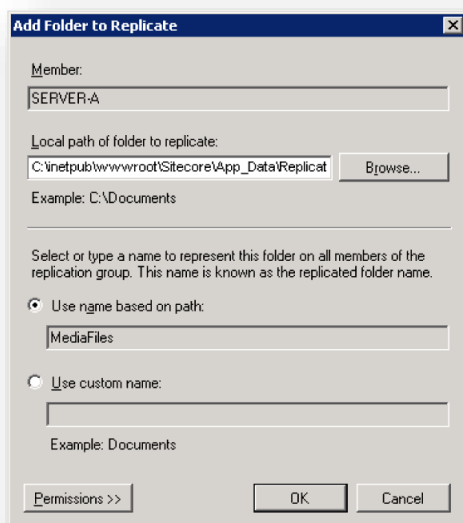 Add Folder to Replicate
Member:
SERVER-A
Local path of folder to replicate:
C:\inetpub\wwwroot\Sitecore\App_Data\Replicat
Browse...
Example: C:\Documents
Select or type a name to represent this folder on all members of the
replication group. This name is known as the replicated folder name.
Use name based on path:
MediaFiles
Use custom name:
Example: Documents
Permissions >>
OK
Cancel